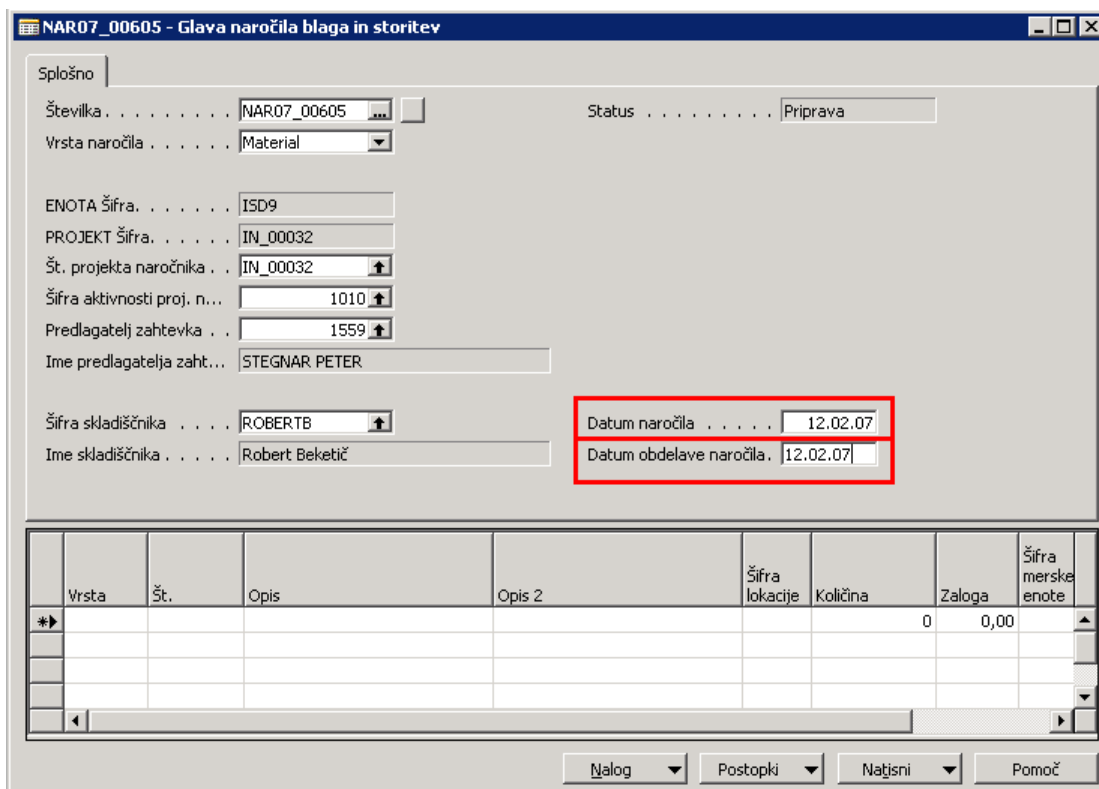 NAR07_00605 - Glava naročila blaga in storitev
Splošno
Številka. . . . . . . . . NAR07_00605 ...
Status . . . . . . . . . Priprava
Vrsta naročila . . . . . . Material
ENOTA Šifra. . . . . . . ISD9
PROJEKT Šifra. . . . . . IN_00032
Št. projekta naročnika . . IN_00032
Šifra aktivnosti proj. n... 1010
Predlagatelj zahtevka . . 1559
Ime predlagatelja zaht... STEGNAR PETER
Šifra skladiščnika . . . . ROBERTB
Datum naročila . . . . . 12.02.07
Ime skladiščnika . . . . . Robert Beketič
Datum obdelave naročila. 12.02.07
Vrsta Št. Opis Opis 2 Šifra lokacije Količina Zaloga Šifra merske enote
0 0,00
Nalog Postopki Natisni Pomoč